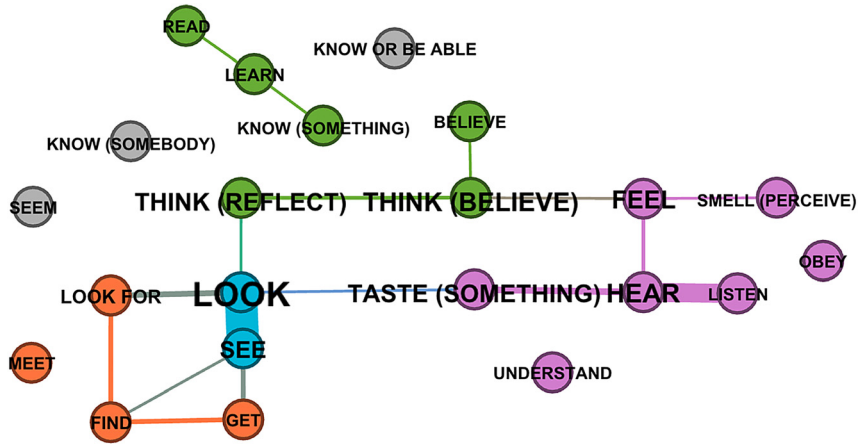 READ
KNOW OR BE ABLE
LEARN
KNOW (SOMETHING)
BELIEVE
KNOW (SOMEBODY)
THINK (REFLECT)
THINK (BELIEVE)
FEEL
SMELL (PERCEIVE)
SEEM
OBEY
LOOK FOR
LOOK
TASTE (SOMETHING)
HEAR
LISTEN
SEE
MEET
UNDERSTAND
FIND
GET